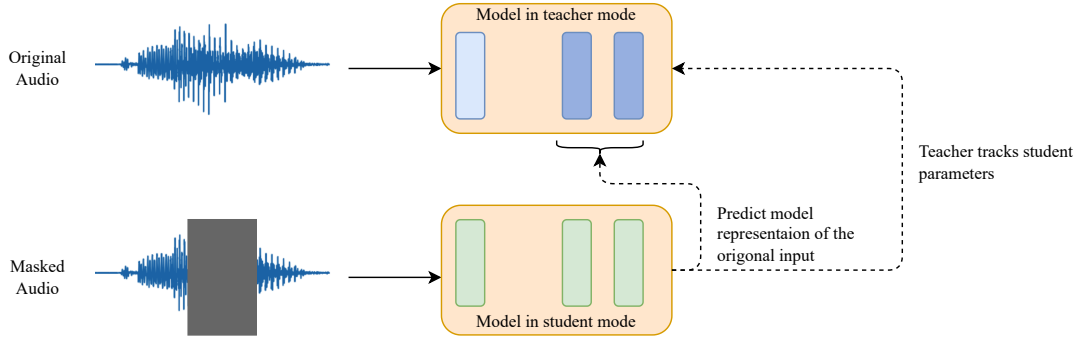 Model in teacher mode
Original
Audio
Teacher tracks student
parameters
Predict model
representaion of the
origonal input
Masked
Audio
Model in student mode